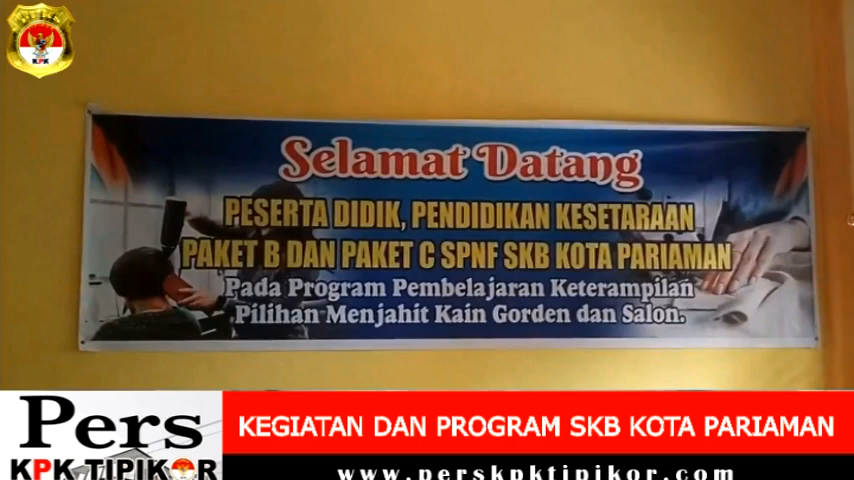 KPK
Selamat Datang
PESERTA DIDIK, PENDIDIKAN KESETARAAN
PAKET B DAN PAKET C SPNF SKB KOTA PARIAMAN
Pada Program Pembelajaran Keterampilan
Pilihan Menjahit Kain Gorden dan Salon.
Pers
KPK TIPIKOR
KEGIATAN DAN PROGRAM SKB KOTA PARIAMAN
www.perskpktipikor.com